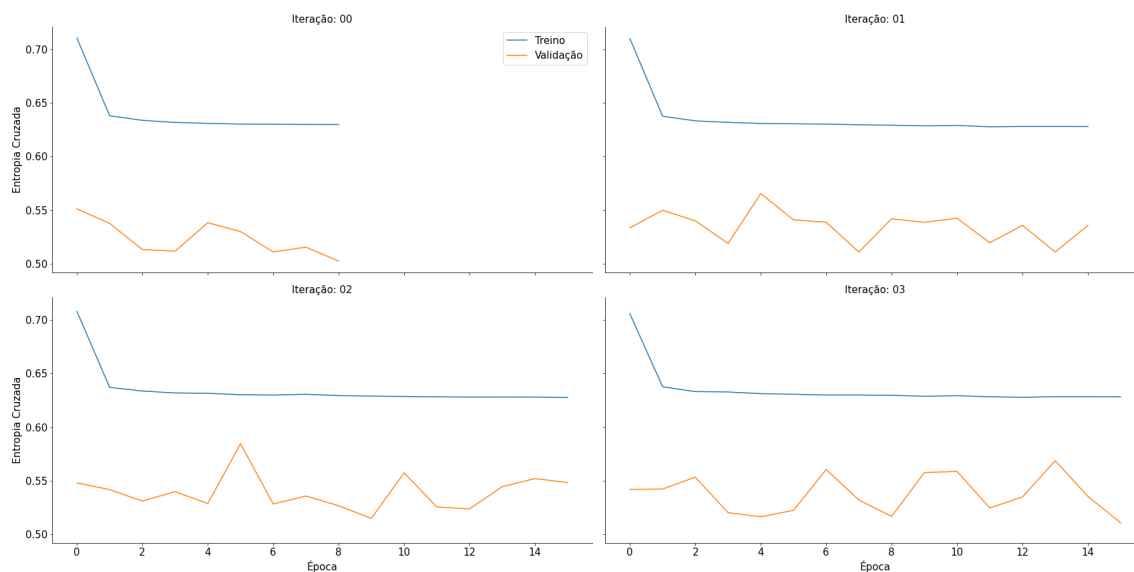 Iteração: 00
Iteração: 01
0.70
0.65
0.60
0.55
0.50
Entropia Cruzada
Treino
Validação
Iteração: 02
Iteração: 03
0.70
0.65
0.60
0.55
0.50
Entropia Cruzada
0 2 4 6 8 10 12 14
0 2 4 6 8 10 12 14
Época
Época